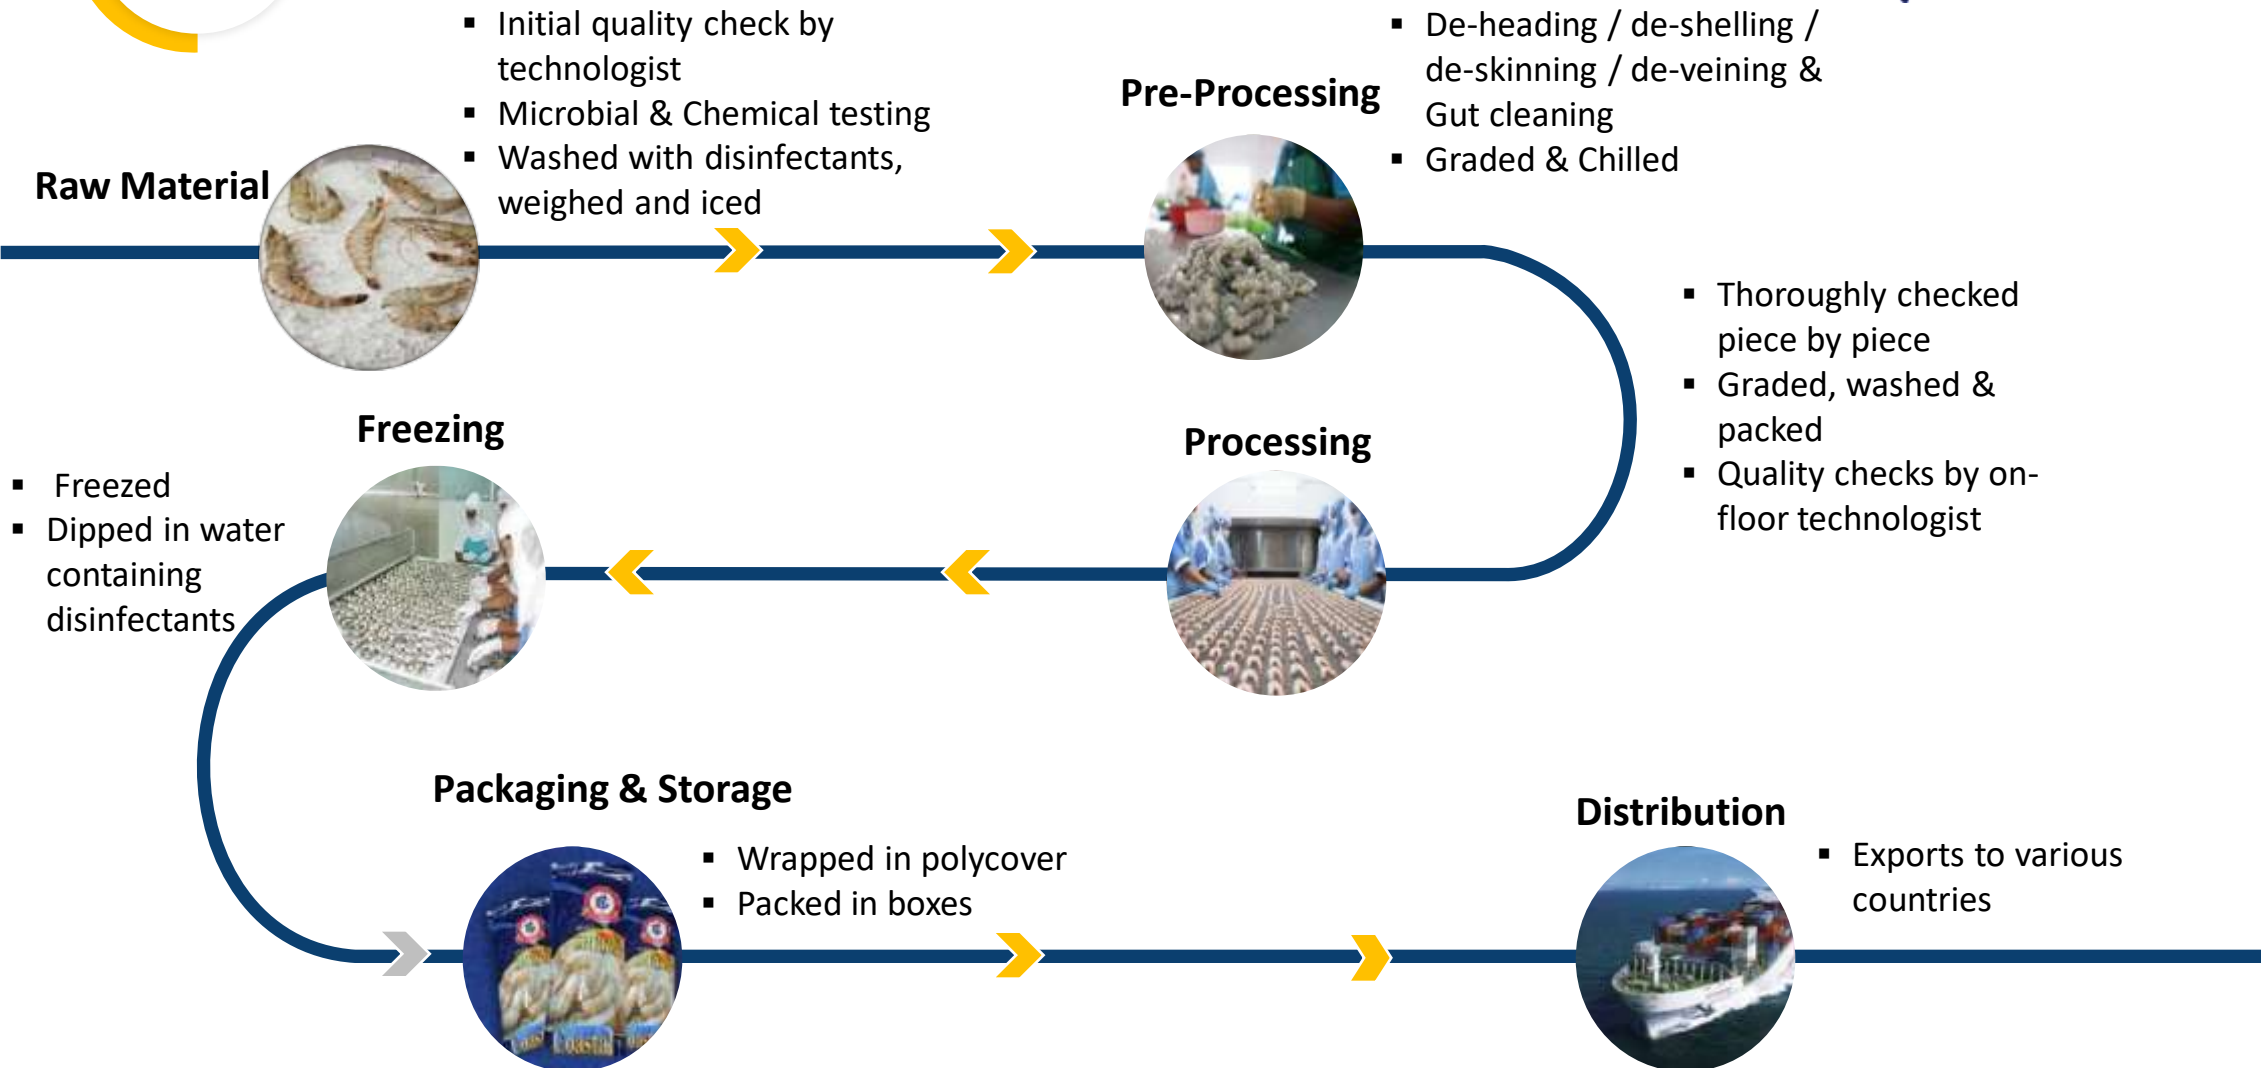 ▪ Initial quality check by
technologist
▪ Microbial & Chemical testing
▪ Washed with disinfectants,
weighed and iced
Raw Material
Pre-Processing
▪ De-heading / de-shelling /
de-skinning / de-veining &
Gut cleaning
▪ Graded & Chilled
▪ Thoroughly checked
piece by piece
▪ Graded, washed &
packed
▪ Quality checks by on-
floor technologist
Processing
Freezing
▪ Freezed
▪ Dipped in water
containing
disinfectants
Packaging & Storage
▪ Wrapped in polycover
▪ Packed in boxes
Coastal
Distribution
▪ Exports to various
countries